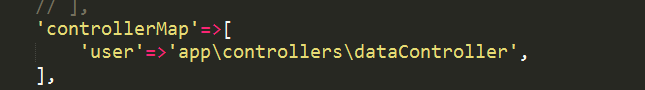 // ],
'controllerMap'=>[
'user'=>'app\controllers\dataController',
],